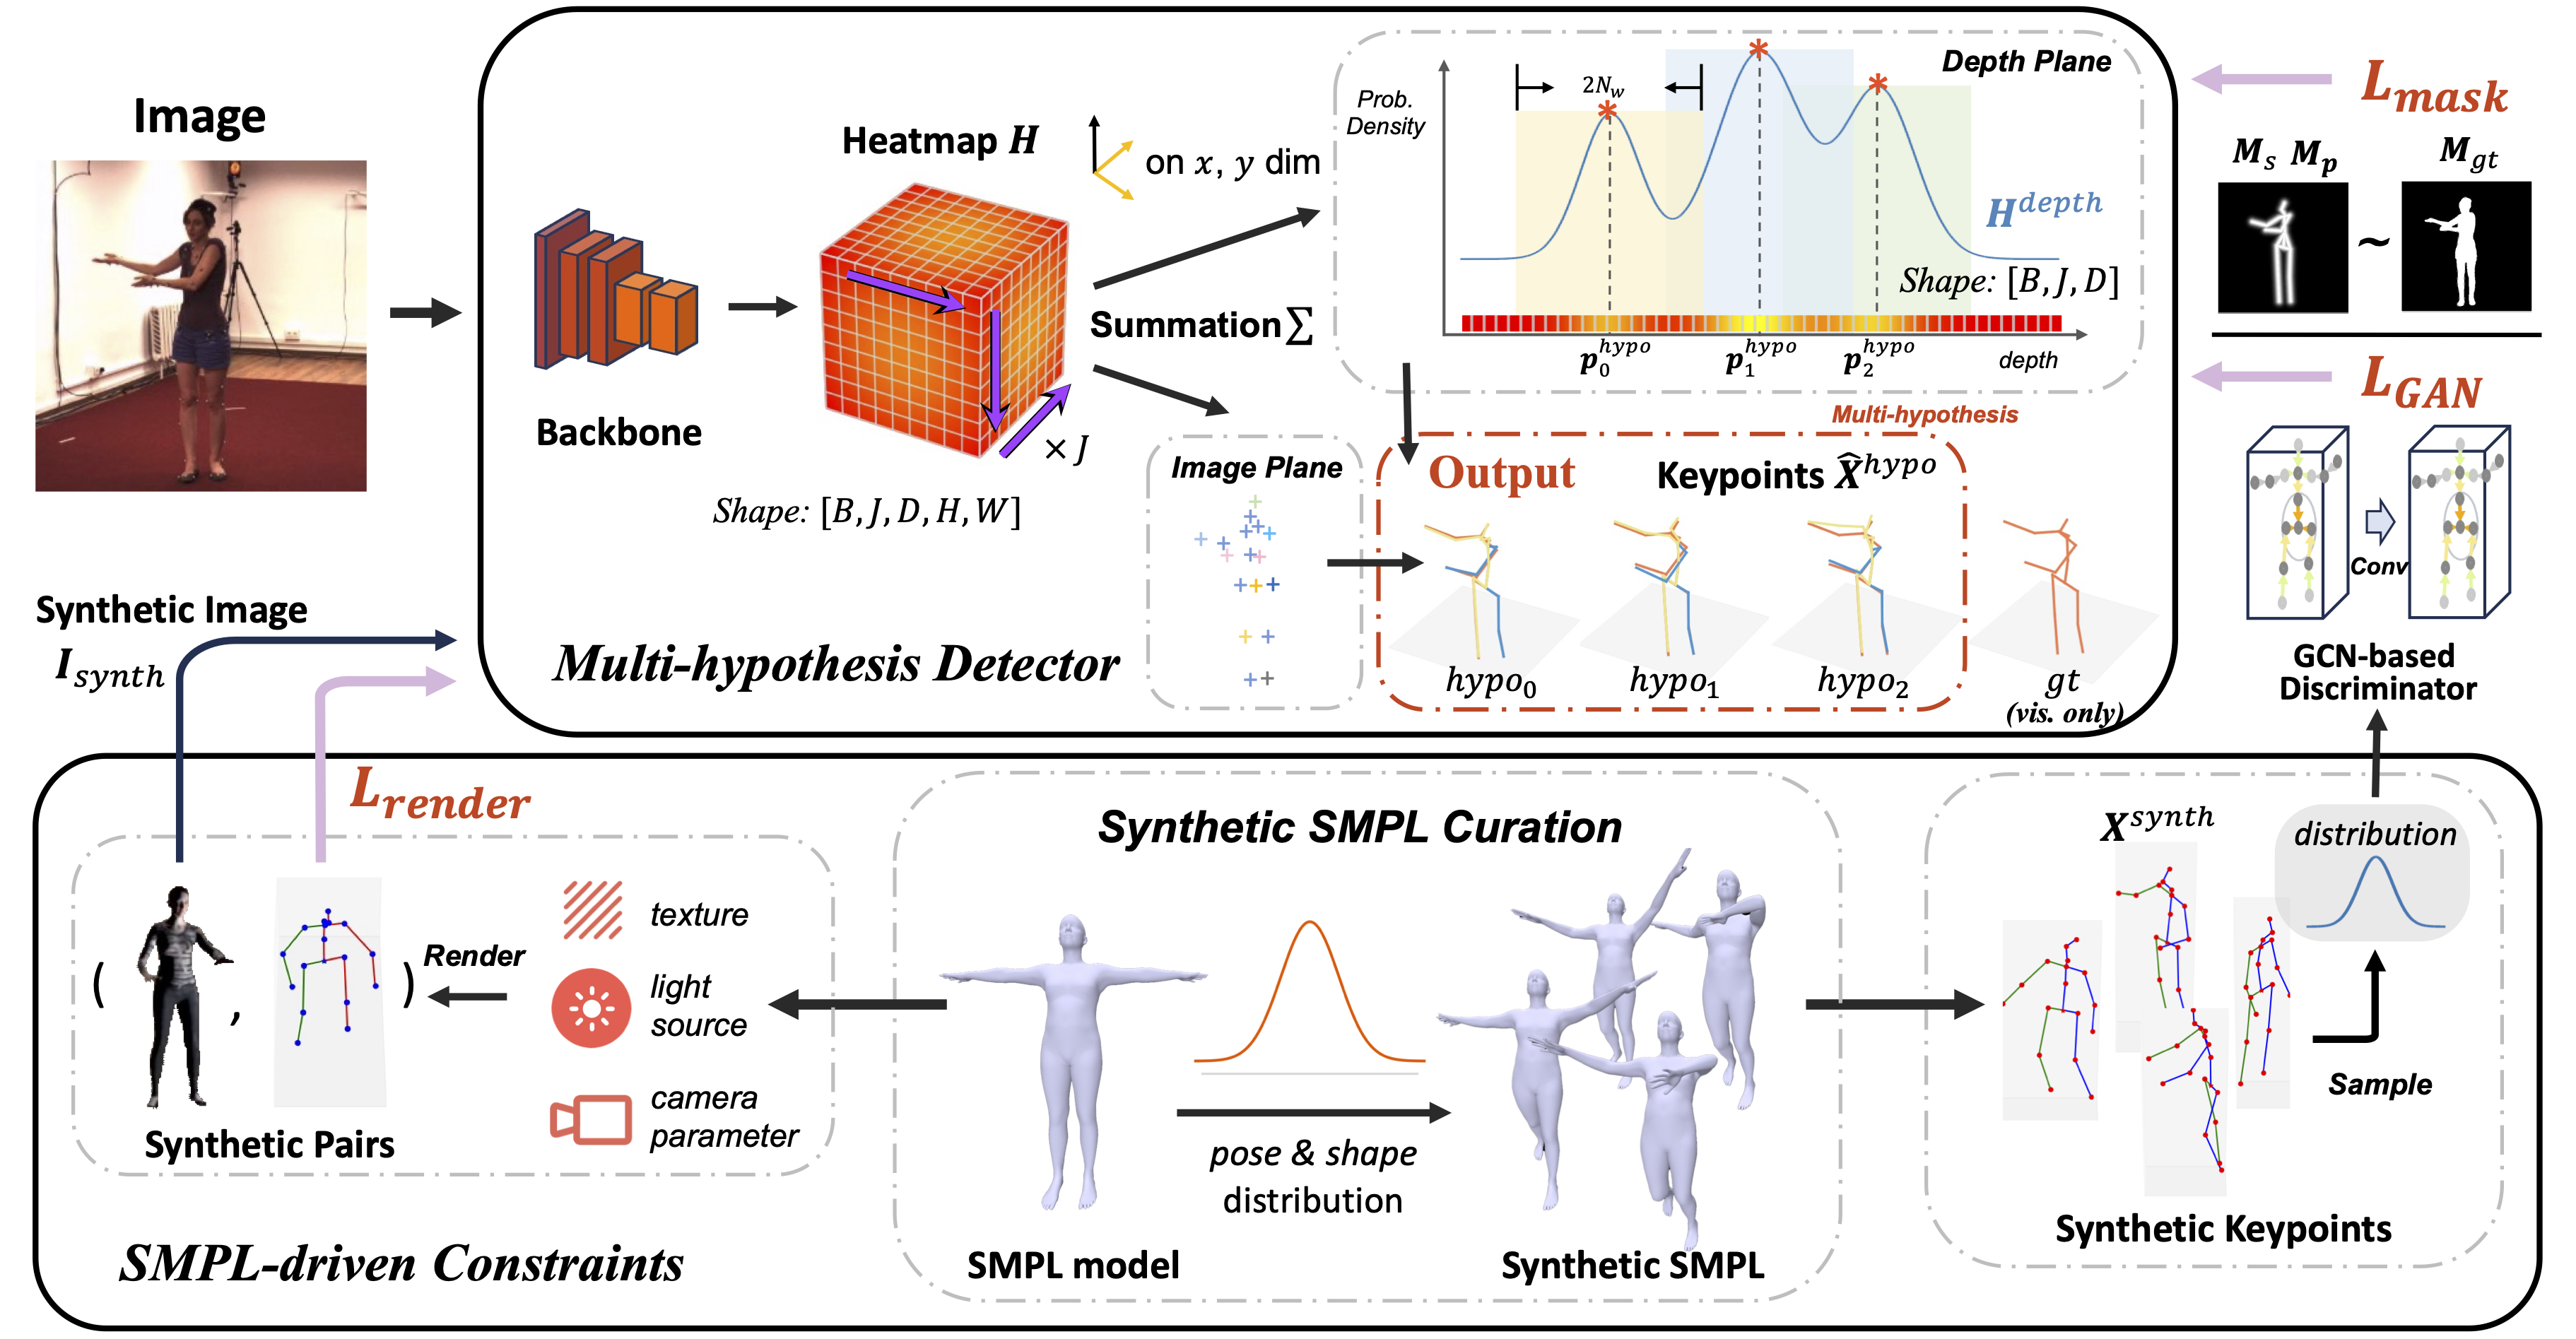 Image
Heatmap H
on x, y dim
Backbone
× J
Shape: [B, J, D, H, W]
Summation ∑
Multi-hypothesis Detector
Depth Plane
Prob.
Density
2N_w
H^{depth}
Shape: [B, J, D]
p_0^{hypo}
p_1^{hypo}
p_2^{hypo}
depth
Image Plane
Multi-hypothesis
Output
Keypoints X̂^{hypo}
hypo_0
hypo_1
hypo_2
gt
(vis. only)
L_{mask}
M_s M_p
M_{gt}
~
L_{GAN}
Conv
GCN-based
Discriminator
Synthetic Image
I_{synth}
L_{render}
( , )
Render
texture
light
source
camera
parameter
Synthetic Pairs
SMPL-driven Constraints
Synthetic SMPL Curation
pose & shape
distribution
SMPL model
Synthetic SMPL
X^{synth}
distribution
Sample
Synthetic Keypoints